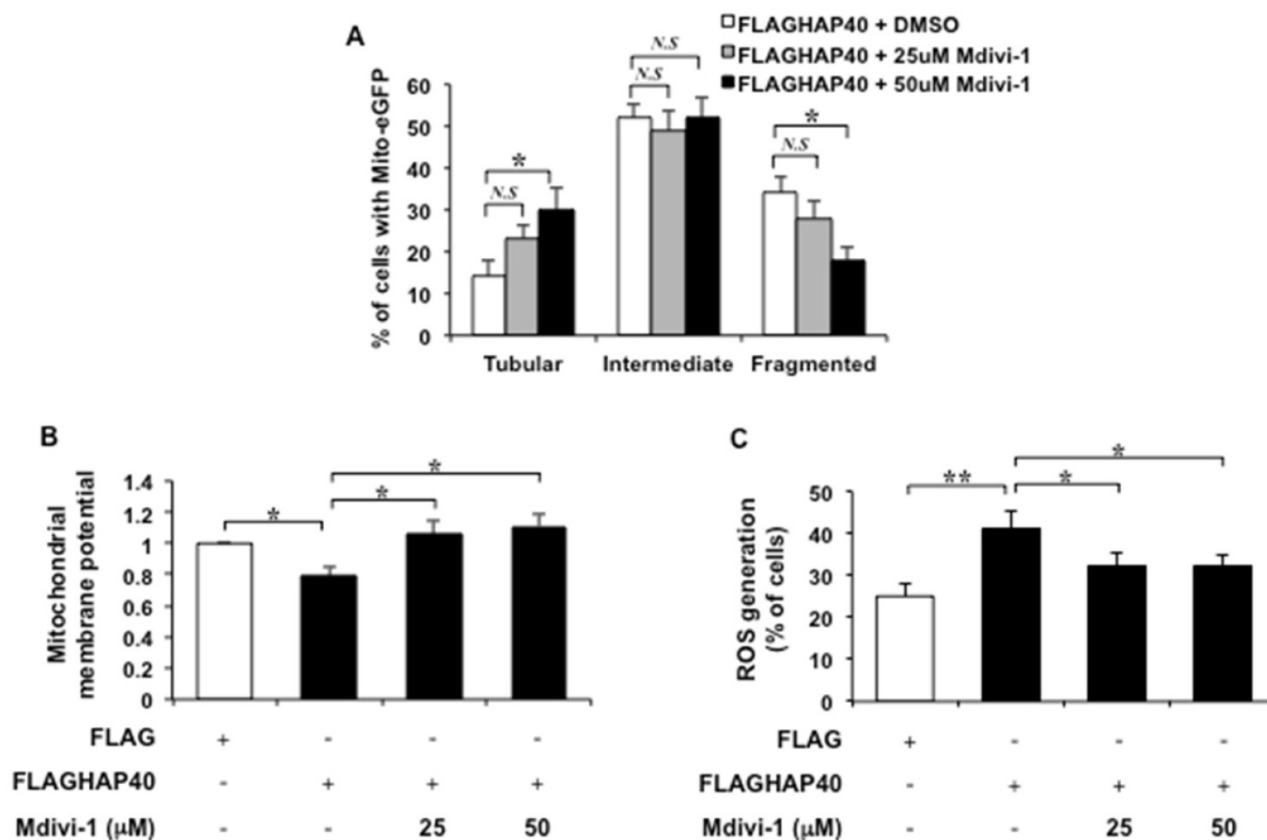 A
FLAGHAP40 + DMSO
FLAGHAP40 + 25uM Mdivi-1
FLAGHAP40 + 50uM Mdivi-1
% of cells with Mito-eGFP
60
50
40
30
20
10
0
N.S
*
N.S
N.S
*
N.S
Tubular Intermediate Fragmented
B
Mitochondrial
membrane potential
1.4
1.2
1
0.8
0.6
0.4
0.2
0
*
*
*
FLAG + - - -
FLAGHAP40 - + + +
Mdivi-1 (μM) - - 25 50
C
ROS generation
(% of cells)
50
40
30
20
10
0
*
** *
FLAG + - - -
FLAGHAP40 - + + +
Mdivi-1 (μM) - - 25 50